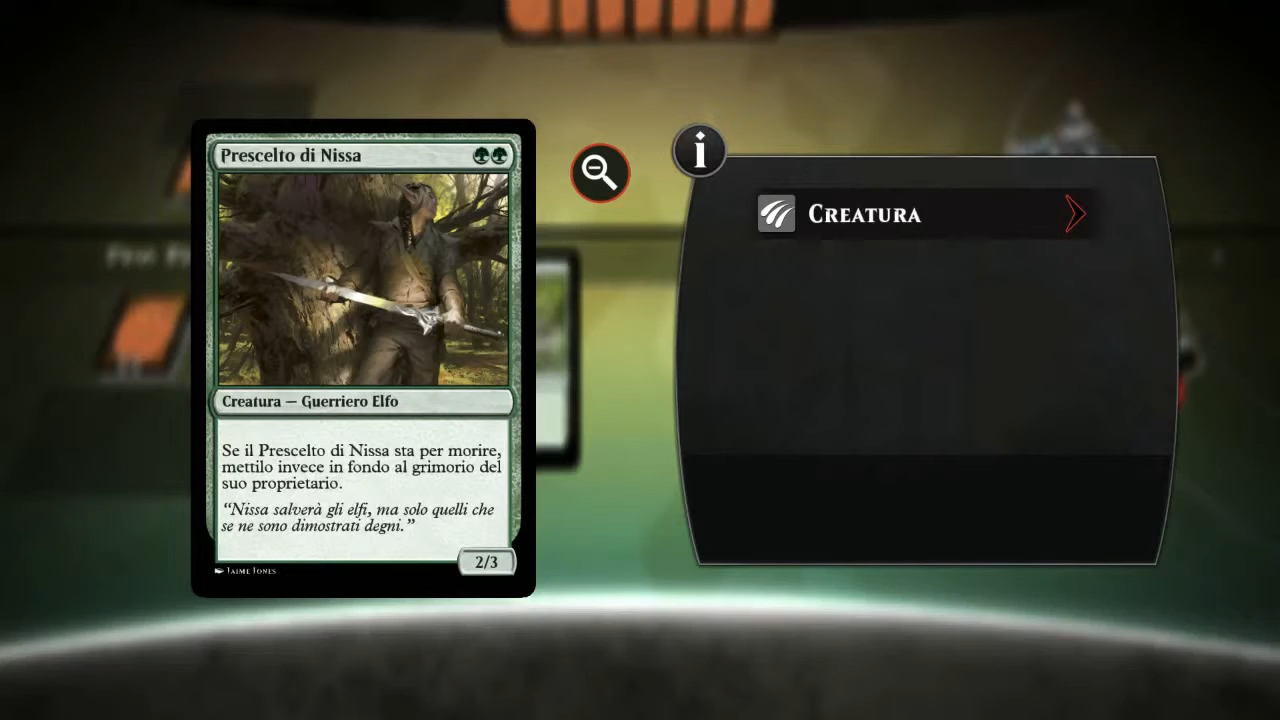 Prescelto di Nissa
Creatura — Guerriero Elfo
Se il Prescelto di Nissa sta per morire,
mettilo invece in fondo al grimorio del
suo proprietario.
“Nissa salverà gli elfi, ma solo quelli che
se ne sono dimostrati degni.”
2/3
Jaime Jones
i
Creatura